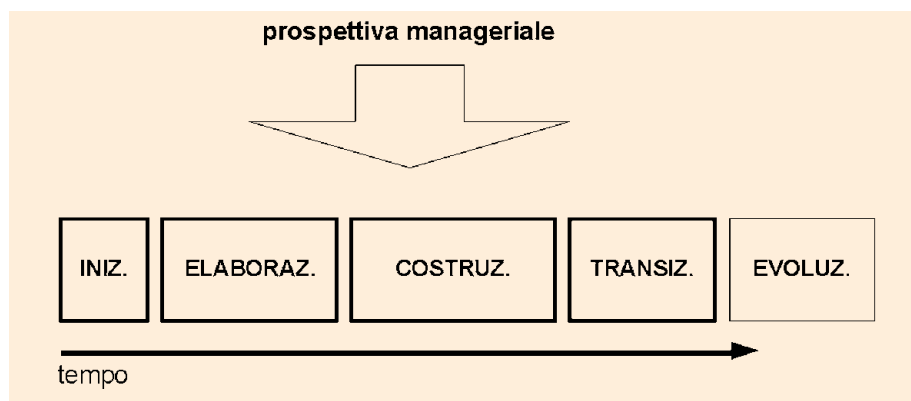 prospettiva manageriale
INIZ. ELABORAZ. COSTRUZ. TRANSIZ. EVOLUZ.
tempo